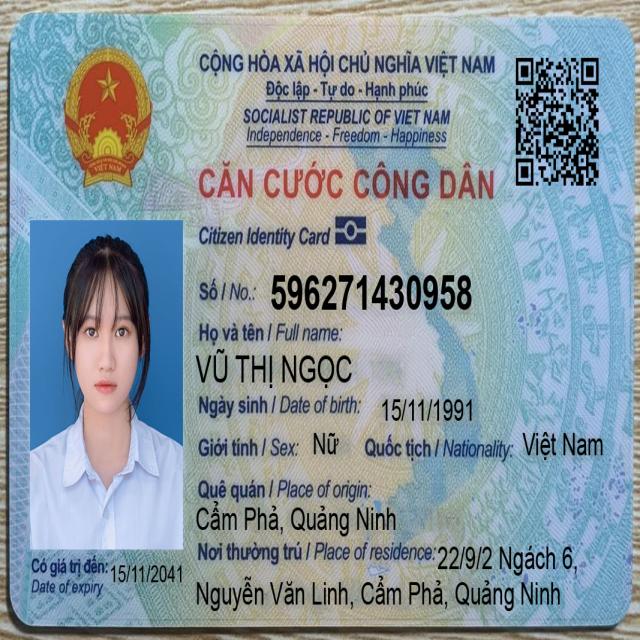 CỘNG HÒA XÃ HỘI CHỦ NGHĨA VIỆT NAM
Độc lập - Tự do - Hạnh phúc
SOCIALIST REPUBLIC OF VIET NAM
Independence - Freedom - Happiness
VIỆT NAM
CĂN CƯỚC CÔNG DÂN
Citizen Identity Card
Số / No.: 596271430958
Họ và tên / Full name:
VŨ THỊ NGỌC
Ngày sinh / Date of birth: 15/11/1991
Giới tính / Sex: Nữ Quốc tịch / Nationality: Việt Nam
Quê quán / Place of origin:
Cẩm Phả, Quảng Ninh
Nơi thường trú / Place of residence: 22/9/2 Ngách 6,
Nguyễn Văn Linh, Cẩm Phả, Quảng Ninh
Có giá trị đến: 15/11/2041
Date of expiry